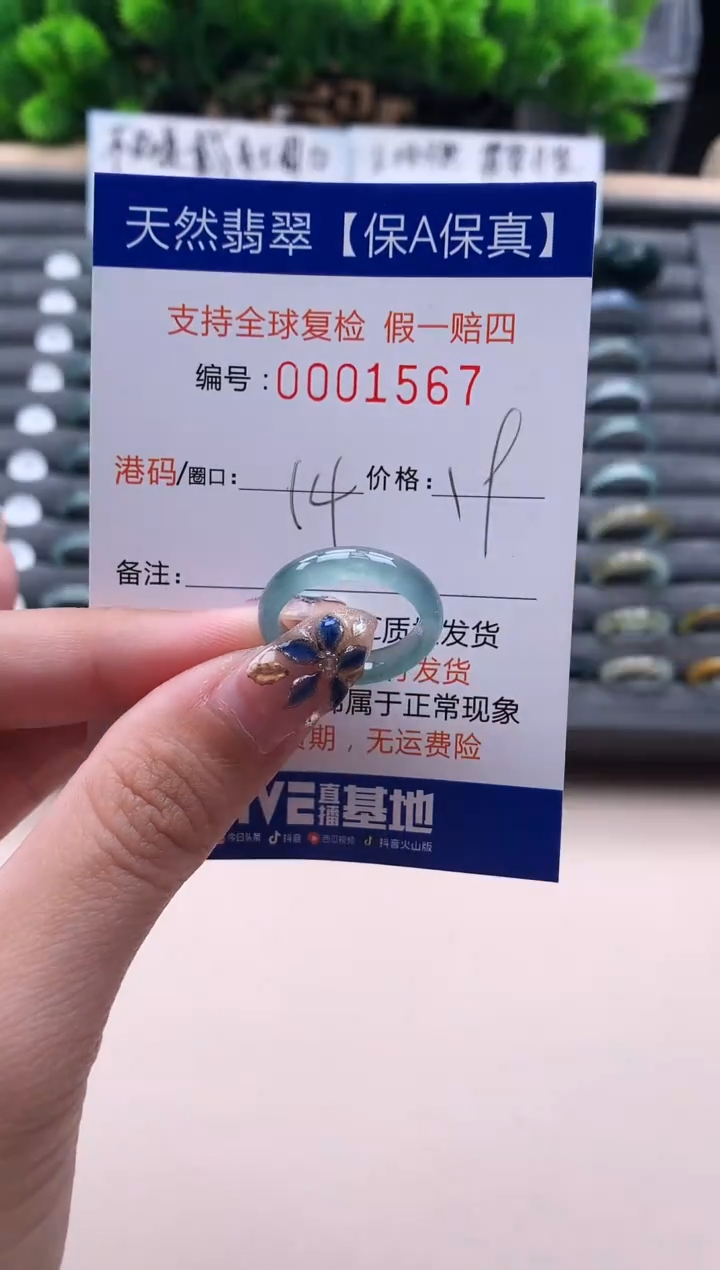 天然翡翠【保A保真】
支持全球复检 假一赔四
编号:0001567
港码/圈口: 14 价格:
备注:
质 发货
发货
属于正常现象
期，无运费险
VE直播基地
今日头条 抖音 西瓜视频 抖音火山版